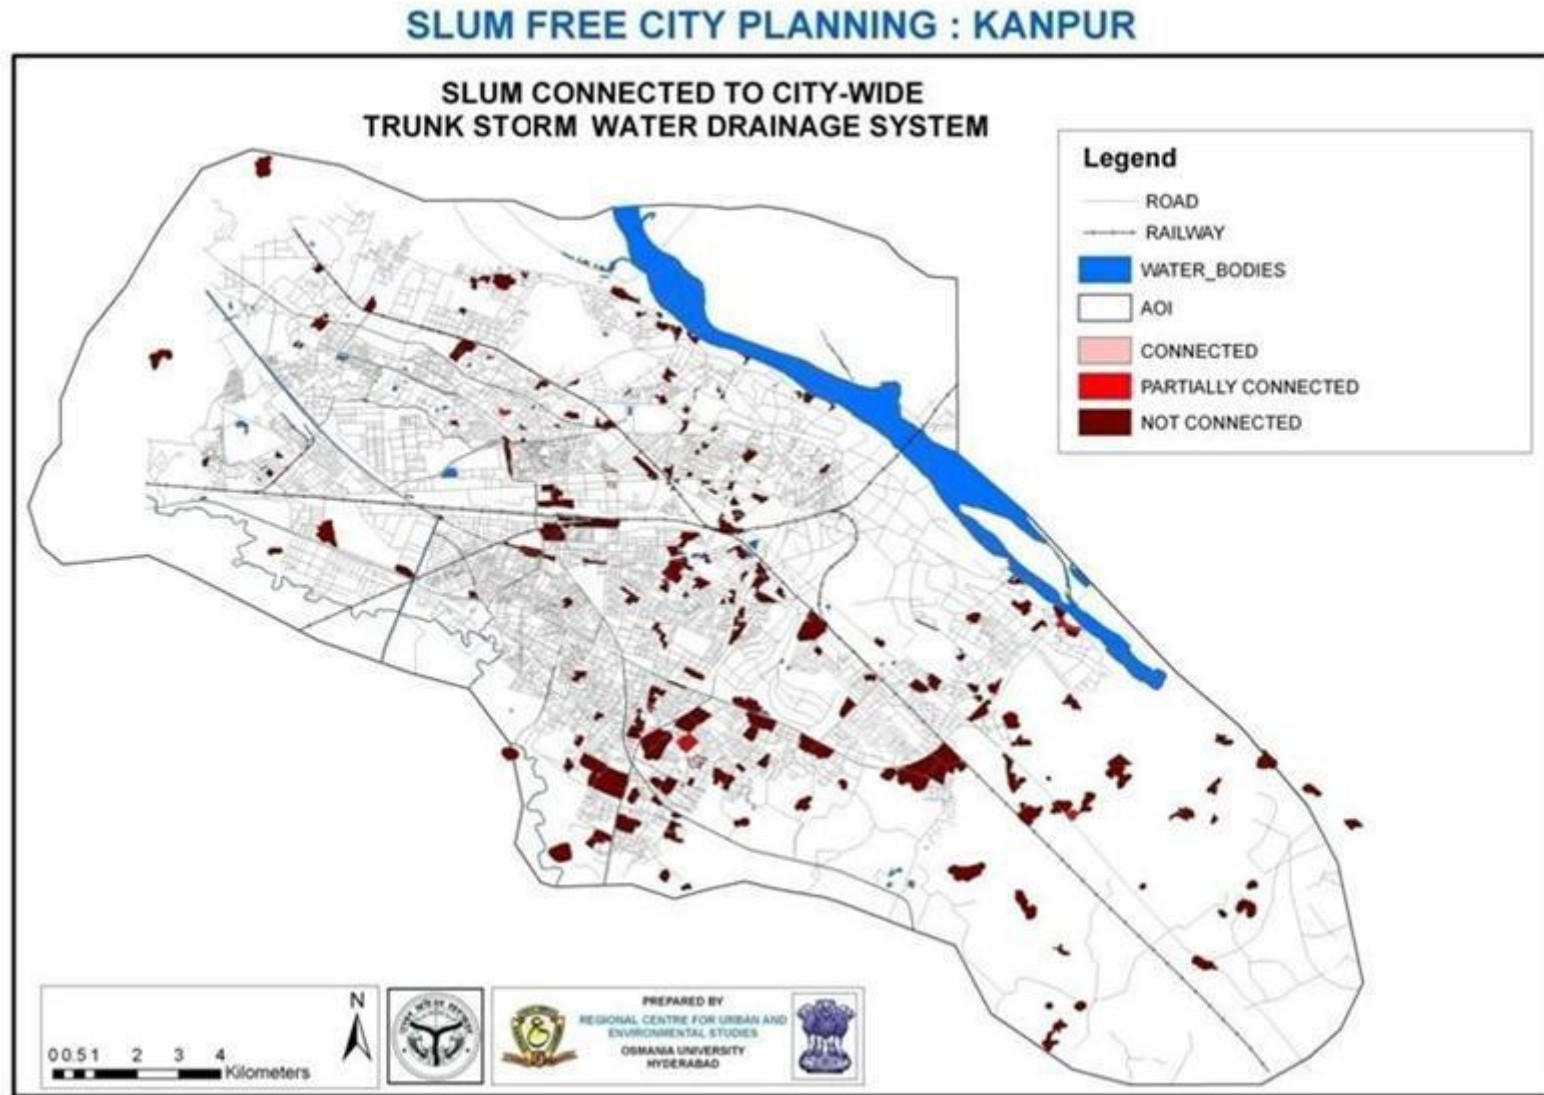 SLUM FREE CITY PLANNING : KANPUR
SLUM CONNECTED TO CITY-WIDE
TRUNK STORM WATER DRAINAGE SYSTEM
Legend
ROAD
RAILWAY
WATER_BODIES
AOI
CONNECTED
PARTIALLY CONNECTED
NOT CONNECTED
N
0 0.5 1 2 3 4
Kilometers
PREPARED BY
REGIONAL CENTRE FOR URBAN AND
ENVIRONMENTAL STUDIES
OSMANIA UNIVERSITY
HYDERABAD